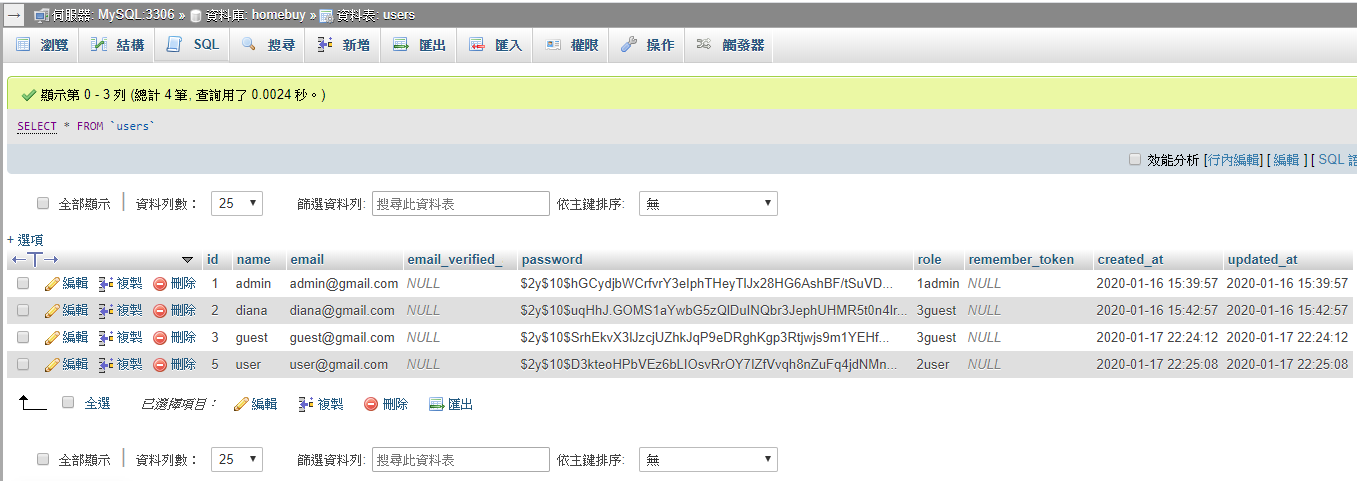 伺服器: MySQL:3306 » 資料庫: homebuy » 資料表: users
瀏覽 結構 SQL 搜尋 新增 匯出 匯入 權限 操作 觸發器
顯示第 0 - 3 列 (總計 4 筆, 查詢用了 0.0024 秒。)
SELECT * FROM `users`
效能分析 [行內編輯] [ 編輯 ] [ SQL 語
全部顯示 資料列數： 25 篩選資料列: 搜尋此資料表 依主鍵排序: 無
+ 選項
←T→ id name email email_verified_ password role remember_token created_at updated_at
編輯 複製 刪除 1 admin admin@gmail.com NULL $2y$10$hGCydjbWCrfvrY3eIphTHeyTlJx28HG6AshBF/tSuVD... 1admin NULL 2020-01-16 15:39:57 2020-01-16 15:39:57
編輯 複製 刪除 2 diana diana@gmail.com NULL $2y$10$uqHhJ.GOMS1aYwbG5zQIDulNQbr3JephUHMR5t0n4Ir... 3guest NULL 2020-01-16 15:42:57 2020-01-16 15:42:57
編輯 複製 刪除 3 guest guest@gmail.com NULL $2y$10$SrhEkvX3lJzcjUZhkJqP9eDRghKgp3Rtjwjs9m1YEHf... 3guest NULL 2020-01-17 22:24:12 2020-01-17 22:24:12
編輯 複製 刪除 5 user user@gmail.com NULL $2y$10$D3kteoHPbVEz6bLIOsvRrOY7IZfVvqh8nZuFq4jdNMn... 2user NULL 2020-01-17 22:25:08 2020-01-17 22:25:08
全選 已選擇項目： 編輯 複製 刪除 匯出
全部顯示 資料列數： 25 篩選資料列: 搜尋此資料表 依主鍵排序: 無